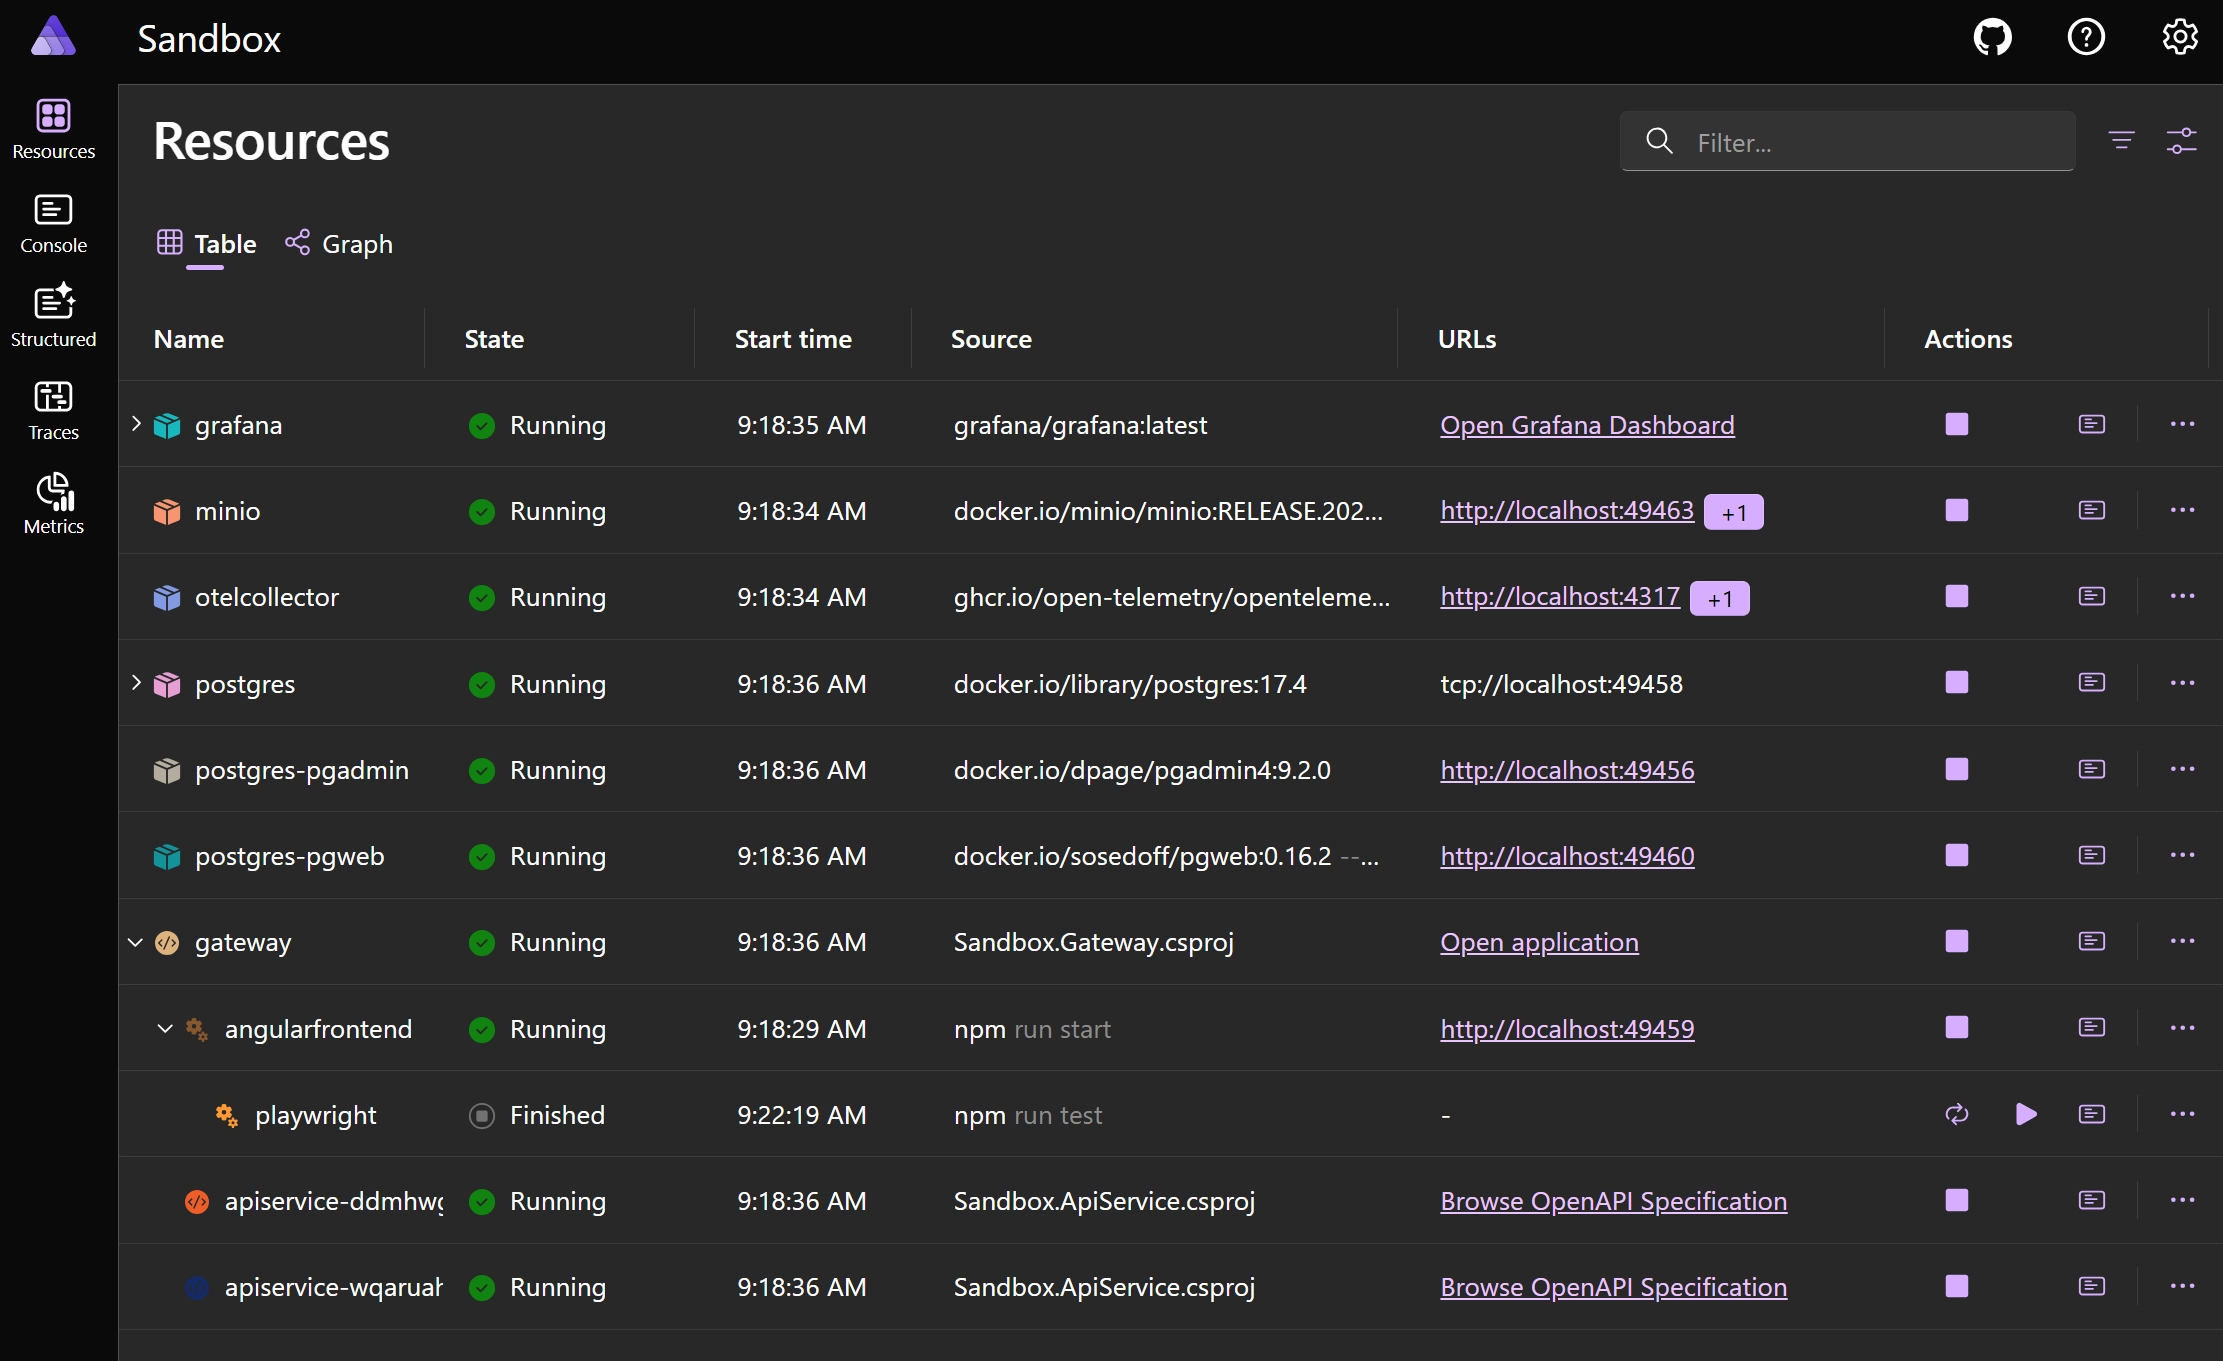 Sandbox
Resources
Filter...
Resources
Console
Structured
Traces
Metrics
Table Graph
Name State Start time Source URLs Actions
grafana Running 9:18:35 AM grafana/grafana:latest Open Grafana Dashboard
minio Running 9:18:34 AM docker.io/minio/minio:RELEASE.202... http://localhost:49463 +1
otelcollector Running 9:18:34 AM ghcr.io/open-telemetry/openteleme... http://localhost:4317 +1
postgres Running 9:18:36 AM docker.io/library/postgres:17.4 tcp://localhost:49458
postgres-pgadmin Running 9:18:36 AM docker.io/dpage/pgadmin4:9.2.0 http://localhost:49456
postgres-pgweb Running 9:18:36 AM docker.io/sosedoff/pgweb:0.16.2 --... http://localhost:49460
gateway Running 9:18:36 AM Sandbox.Gateway.csproj Open application
angularfrontend Running 9:18:29 AM npm run start http://localhost:49459
playwright Finished 9:22:19 AM npm run test -
apiservice-ddmhwg Running 9:18:36 AM Sandbox.ApiService.csproj Browse OpenAPI Specification
apiservice-wqaruah Running 9:18:36 AM Sandbox.ApiService.csproj Browse OpenAPI Specification